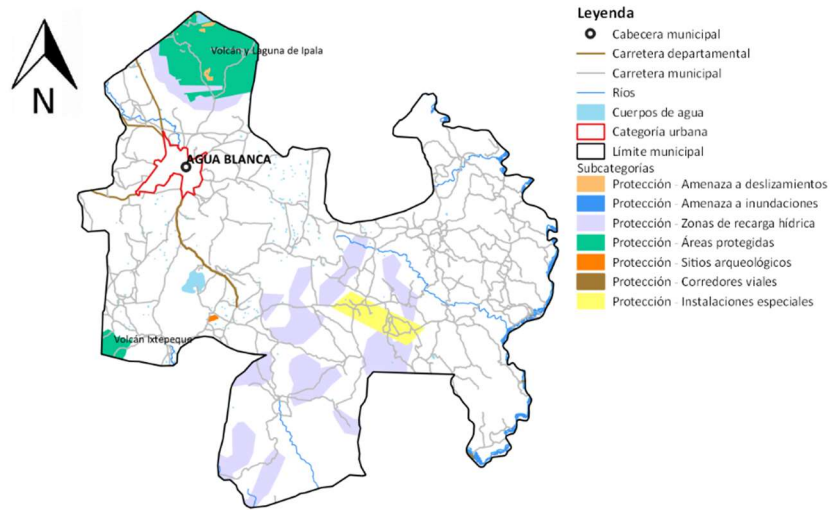 N
Volcán y Laguna de Ipala
AGUA BLANCA
Volcán Ixtepeque
Leyenda
Cabecera municipal
Carretera departamental
Carretera municipal
Ríos
Cuerpos de agua
Categoría urbana
Límite municipal
Subcategorías
Protección - Amenaza a deslizamientos
Protección - Amenaza a inundaciones
Protección - Zonas de recarga hídrica
Protección - Áreas protegidas
Protección - Sitios arqueológicos
Protección - Corredores viales
Protección - Instalaciones especiales